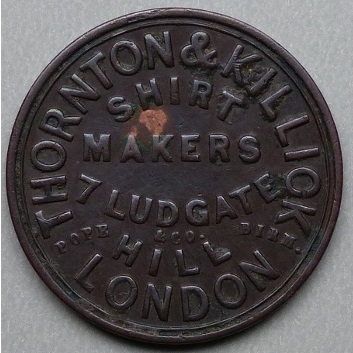 THORNTON & KILLICK
SHIRT
MAKERS
7 LUDGATE
HILL
LONDON
POPE & CO. BIRM.